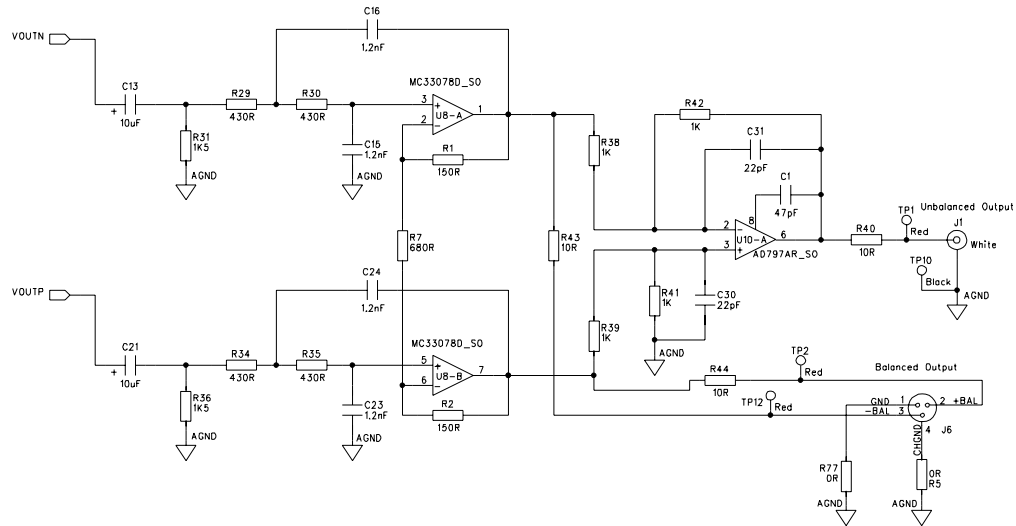 C16
1.2nF
VOUTN
C13
+
10uF
R29
430R
R30
430R
MC33078D_SO
3
+
1
2
-
U8-A
R31
1K5
AGND
C15
1.2nF
AGND
R1
150R
R7
680R
R42
1K
C31
22pF
C1
47pF
R38
1K
8
2
-
3
+
6
U10-A
AD797AR_SO
R43
10R
R40
10R
TP1
Red
Unbalanced Output
J1
White
TP10
Black
AGND
R41
1K
C30
22pF
AGND
C24
1.2nF
VOUTP
C21
+
10uF
R34
430R
R35
430R
MC33078D_SO
5
+
7
6
-
U8-B
R36
1K5
AGND
C23
1.2nF
AGND
R2
150R
R39
1K
R44
10R
TP2
Red
TP12
Red
Balanced Output
GND 1
2 +BAL
-BAL 3
4
J6
CHGND
R77
0R
AGND
0R
R5
AGND